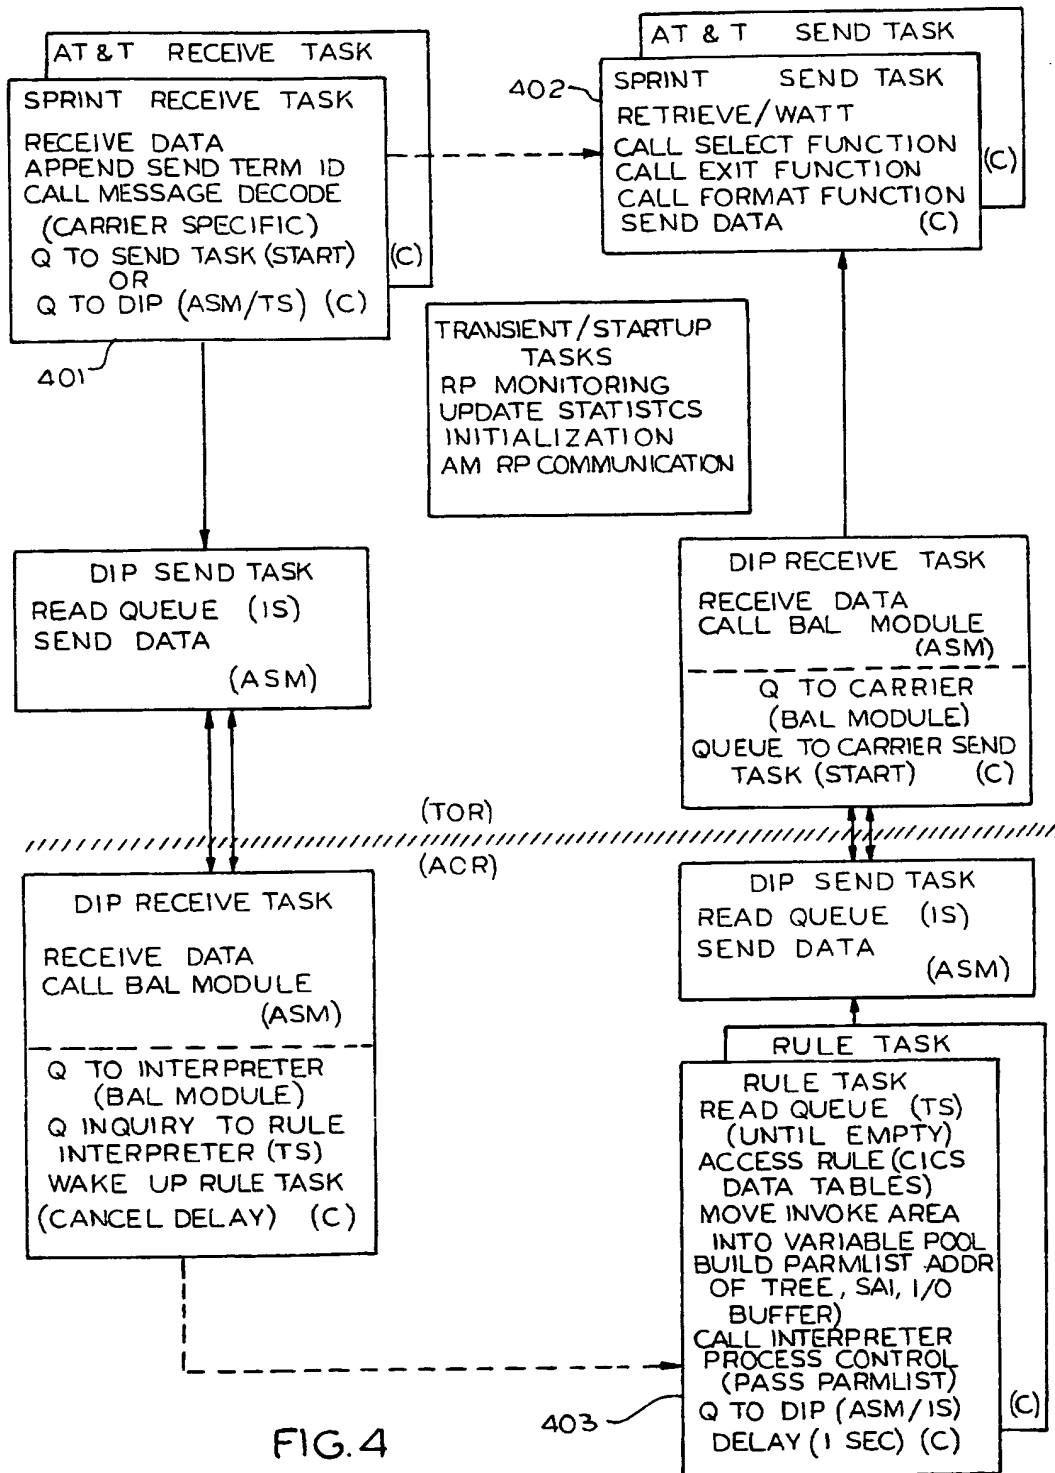 AT & T RECEIVE TASK
SPRINT RECEIVE TASK
RECEIVE DATA
APPEND SEND TERM ID
CALL MESSAGE DECODE
(CARRIER SPECIFIC)
Q TO SEND TASK (START)
(C)
OR
Q TO DIP (ASM/TS) (C)
401
AT & T SEND TASK
402
SPRINT SEND TASK
RETRIEVE/WATT
CALL SELECT FUNCTION
CALL EXIT FUNCTION
(C)
CALL FORMAT FUNCTION
SEND DATA (C)
TRANSIENT/STARTUP
TASKS
RP MONITORING
UPDATE STATISTCS
INITIALIZATION
AM RP COMMUNICATION
DIP SEND TASK
READ QUEUE (IS)
SEND DATA
(ASM)
DIP RECEIVE TASK
RECEIVE DATA
CALL BAL MODULE
(ASM)
Q TO CARRIER
(BAL MODULE)
QUEUE TO CARRIER SEND
TASK (START) (C)
(TOR)
(ACR)
DIP RECEIVE TASK
RECEIVE DATA
CALL BAL MODULE
(ASM)
Q TO INTERPRETER
(BAL MODULE)
Q INQUIRY TO RULE
INTERPRETER (TS)
WAKE UP RULE TASK
(CANCEL DELAY) (C)
DIP SEND TASK
READ QUEUE (IS)
SEND DATA
(ASM)
RULE TASK
RULE TASK
READ QUEUE (TS)
(UNTIL EMPTY)
ACCESS RULE (CICS
DATA TABLES)
MOVE INVOKE AREA
INTO VARIABLE POOL
BUILD PARMLIST ADDR
OF TREE, SAI, I/O
BUFFER)
CALL INTERPRETER
PROCESS CONTROL
(PASS PARMLIST)
Q TO DIP (ASM/IS)
(C)
DELAY (1 SEC) (C)
403
FIG. 4